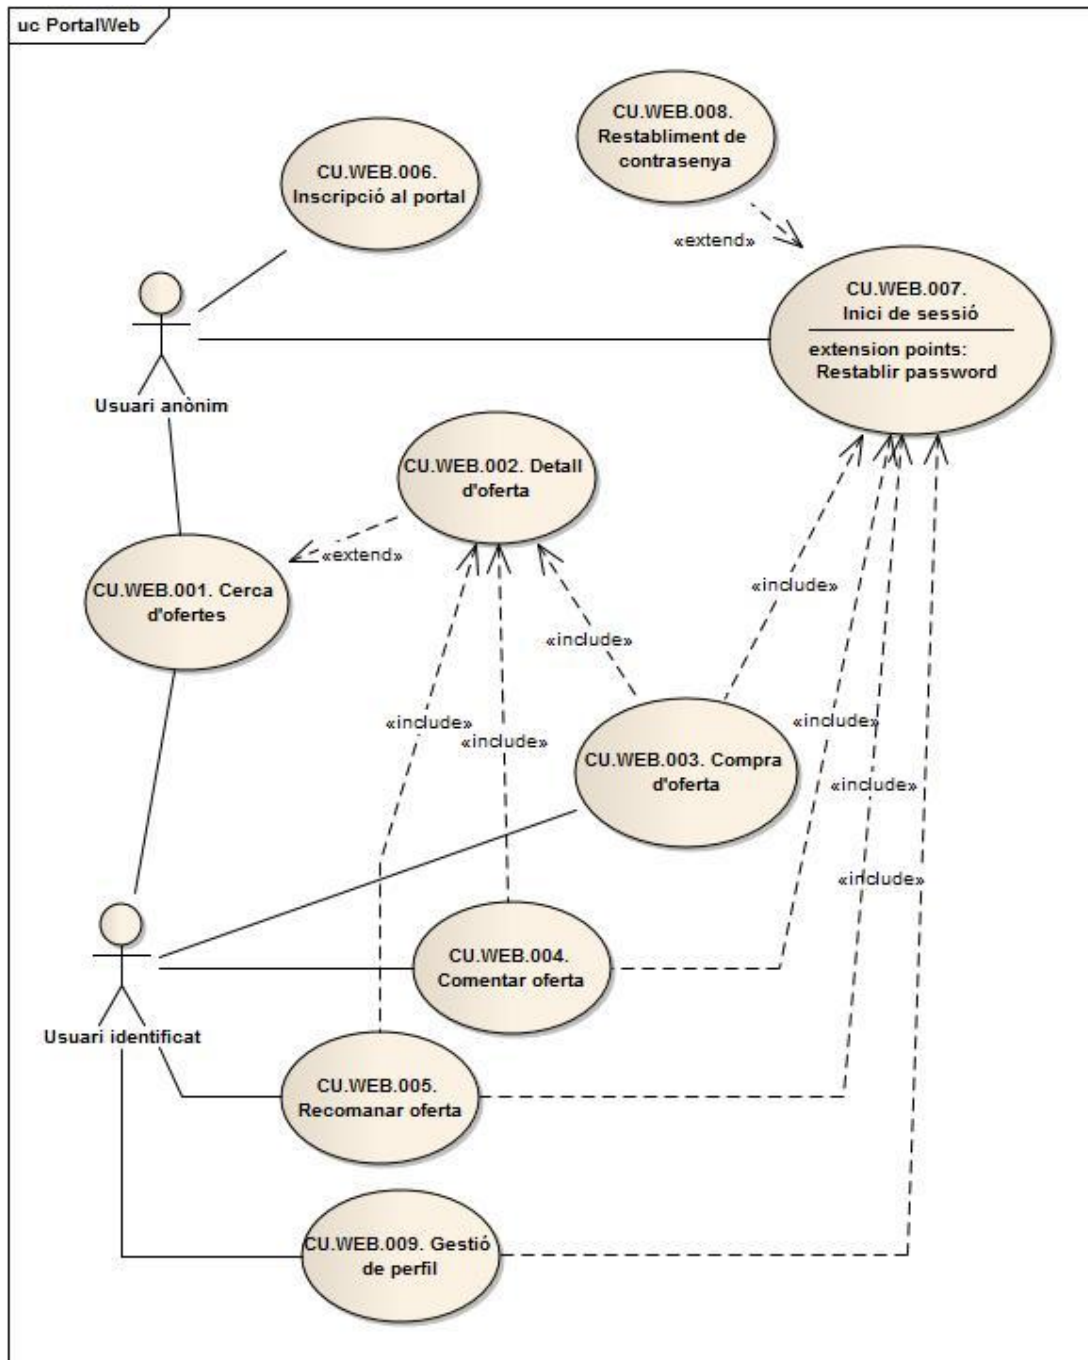 uc PortalWeb
CU.WEB.008.
Restabliment de
contrasenya
CU.WEB.006.
Inscripció al portal
«extend»
CU.WEB.007.
Inici de sessió
extension points:
Restablir password
Usuari anònim
CU.WEB.002. Detall
d'oferta
«extend»
CU.WEB.001. Cerca
d'ofertes
«include»
«include»
«include»
«include»
«include»
CU.WEB.003. Compra
d'oferta
«include»
«include»
CU.WEB.004.
Comentar oferta
Usuari identificat
CU.WEB.005.
Recomanar oferta
CU.WEB.009. Gestió
de perfil